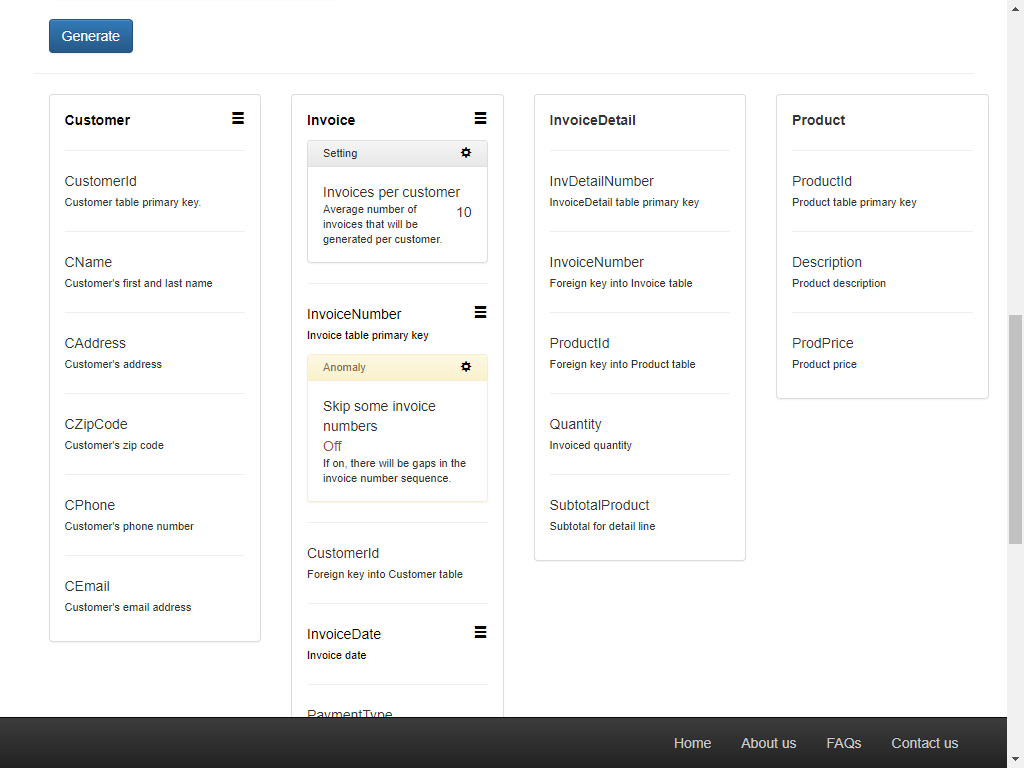 Generate
Customer
CustomerId
Customer table primary key.
CName
Customer's first and last name
CAddress
Customer's address
CZipCode
Customer's zip code
CPhone
Customer's phone number
CEmail
Customer's email address
Invoice
Setting
Invoices per customer
Average number of
invoices that will be
generated per customer.
10
InvoiceNumber
Invoice table primary key
Anomaly
Skip some invoice
numbers
Off
If on, there will be gaps in the
invoice number sequence.
CustomerId
Foreign key into Customer table
InvoiceDate
Invoice date
PaymentType
InvoiceDetail
InvDetailNumber
InvoiceDetail table primary key
InvoiceNumber
Foreign key into Invoice table
ProductId
Foreign key into Product table
Quantity
Invoiced quantity
SubtotalProduct
Subtotal for detail line
Product
ProductId
Product table primary key
Description
Product description
ProdPrice
Product price
Home
About us
FAQs
Contact us